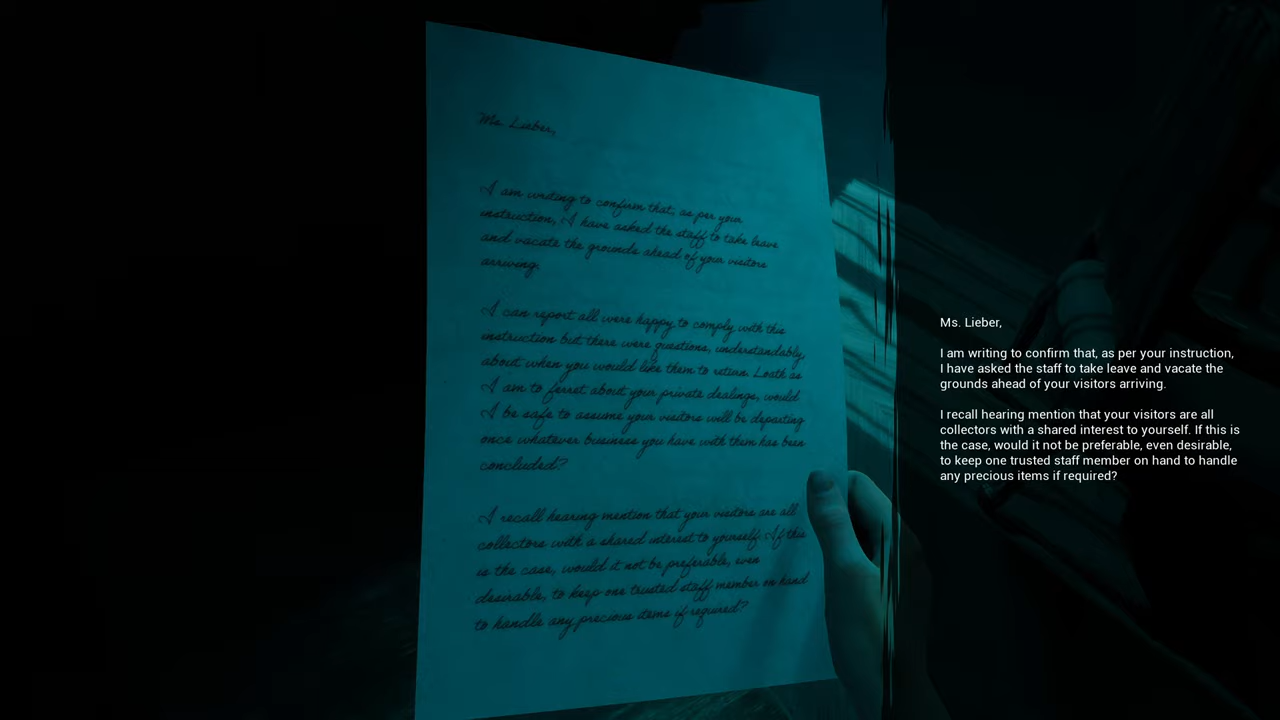 Ms. Lieber,
I am writing to confirm that, as per your
instruction, I have asked the staff to take leave
and vacate the grounds ahead of your visitors
arriving.
I can report all were happy to comply with this
instruction but there were questions, understandably
about when you would like them to return. Loath as
I am to ferret about your private dealings, would
I be safe to assume your visitors will be departing
once whatever business you have with them has been
concluded?
I recall hearing mention that your visitors are all
collectors with a shared interest to yourself. If this
is the case, would it not be preferable, even
desirable, to keep one trusted staff member on hand
to handle any precious items if required?
Ms. Lieber,
I am writing to confirm that, as per your instruction,
I have asked the staff to take leave and vacate the
grounds ahead of your visitors arriving.
I recall hearing mention that your visitors are all
collectors with a shared interest to yourself. If this is
the case, would it not be preferable, even desirable,
to keep one trusted staff member on hand to handle
any precious items if required?